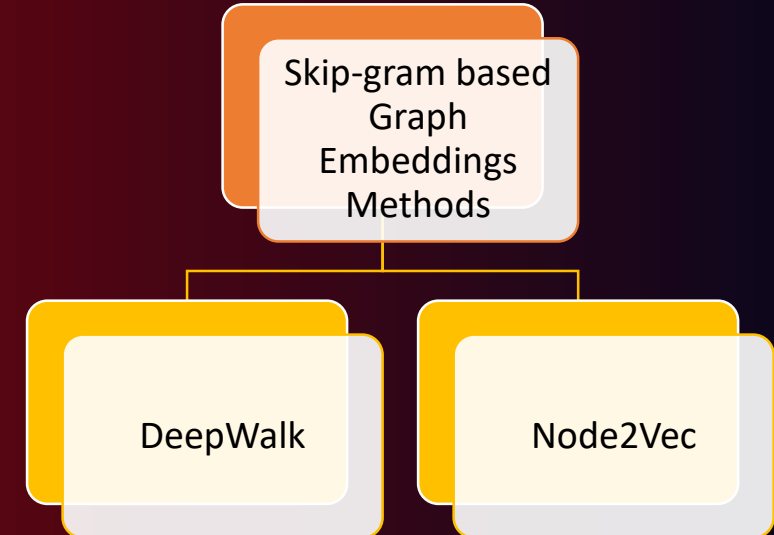 Skip-gram based
Graph
Embeddings
Methods
DeepWalk
Node2Vec